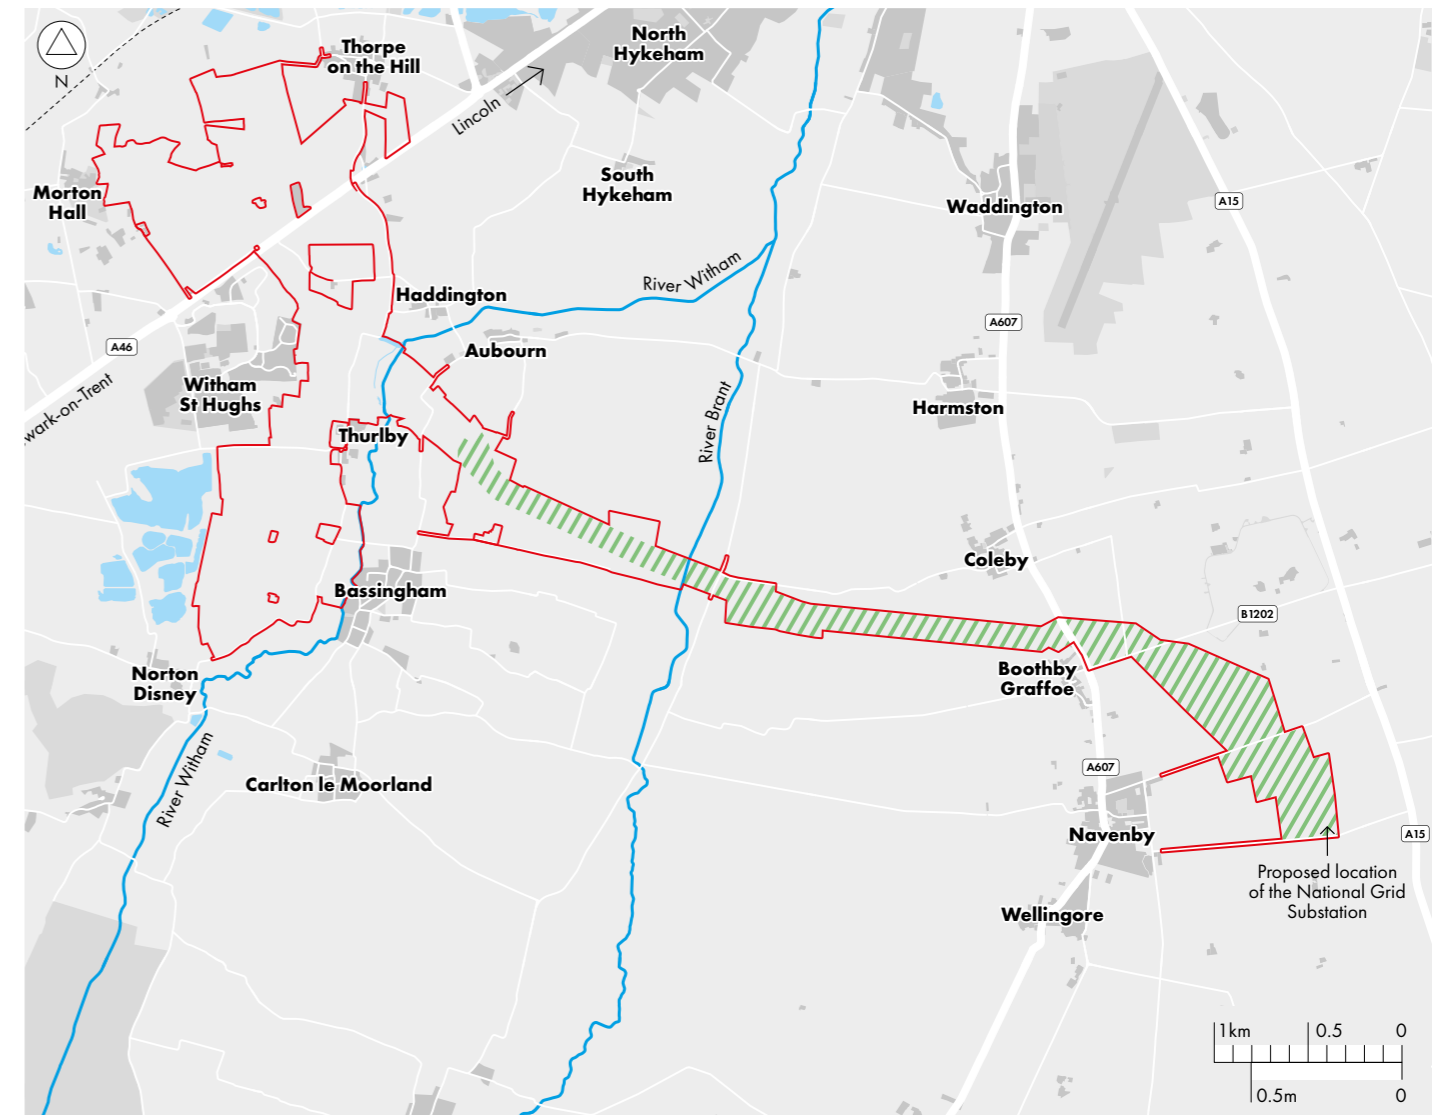 N
Thorpe
on the Hill
North
Hykeham
Lincoln
Morton
Hall
South
Hykeham
Waddington
A15
River Witham
Haddington
A607
A46
Aubourn
Witham
St Hughs
wark-on-Trent
River Brant
Harmston
Thurlby
Coleby
Bassingham
B1202
Norton
Disney
Boothby
Graffoe
River Witham
Carlton le Moorland
A607
Navenby
A15
Proposed location
of the National Grid
Substation
Wellingore
1km 0.5 0
0.5m 0